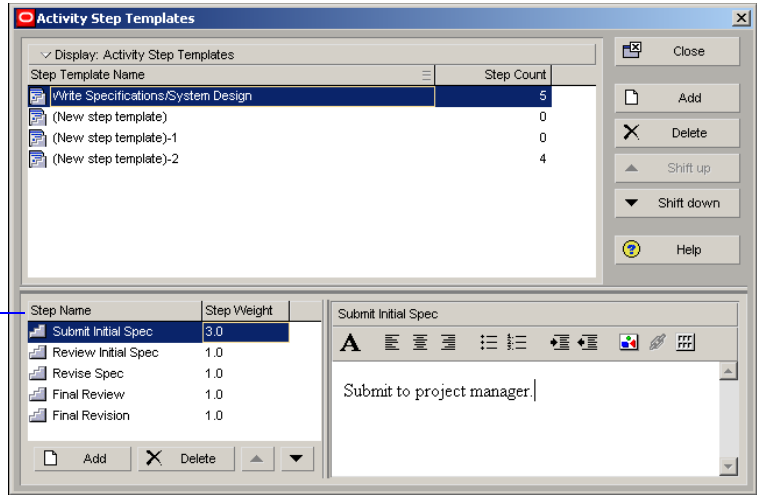 Activity Step Templates
Display: Activity Step Templates
Step Template Name Step Count
Write Specifications/System Design 5
(New step template) 0
(New step template)-1 0
(New step template)-2 4
Close
Add
Delete
Shift up
Shift down
Help
Step Name Step Weight
Submit Initial Spec 3.0
Review Initial Spec 1.0
Revise Spec 1.0
Final Review 1.0
Final Revision 1.0
Add Delete
Submit Initial Spec
A
Submit to project manager.